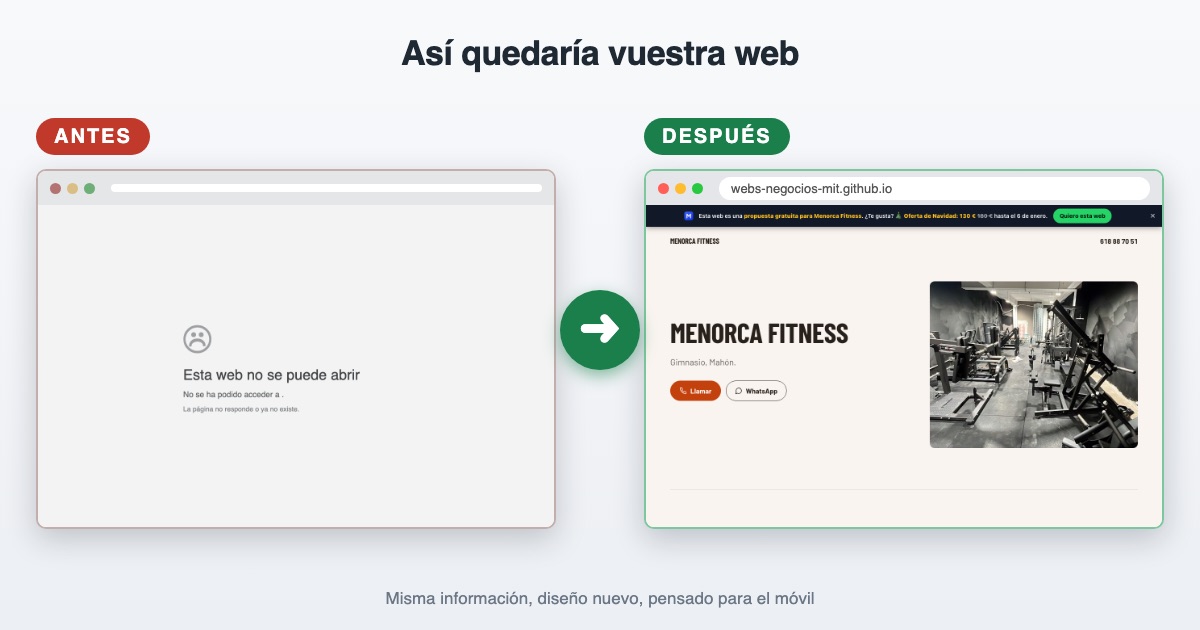 Así quedaría vuestra web
ANTES
DESPUÉS
Esta web no se puede abrir
No se ha podido acceder a .
La página no responde o ya no existe.
webs-negocios-mit.github.io
M Esta web es una propuesta gratuita para Menorca Fitness. ¿Te gusta? 🎄 Oferta de Navidad: 130 € 180 € hasta el 6 de enero. Quiero esta web ×
MENORCA FITNESS 618 88 70 51
MENORCA FITNESS
Gimnasio, Mahón.
Llamar WhatsApp
Misma información, diseño nuevo, pensado para el móvil